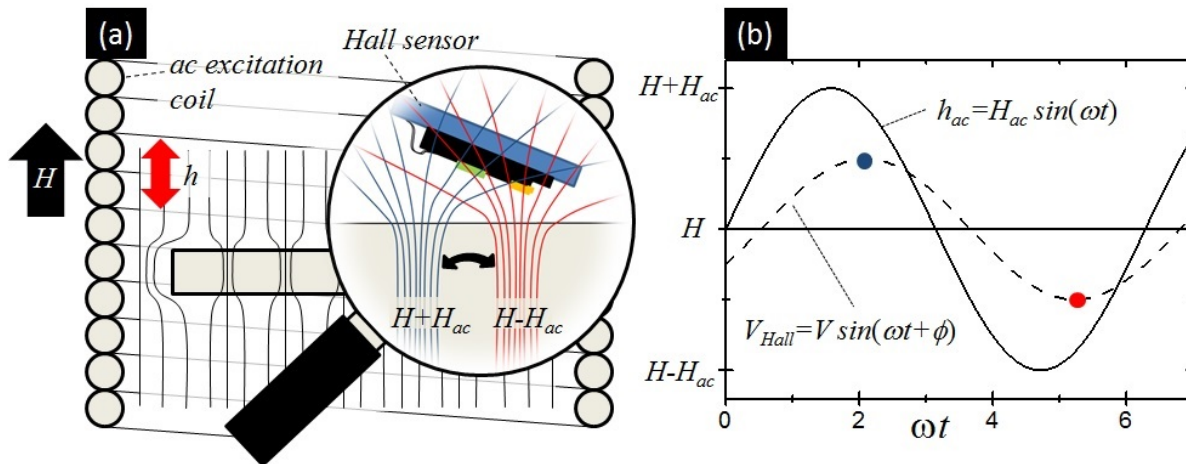 (a)
Hall sensor
ac excitation
coil
H
h
H+Hac
H-Hac
(b)
H+Hac
H
H-Hac
hac=Hac sin(ωt)
VHall=V sin(ωt+ϕ)
0
2
4
6
ωt